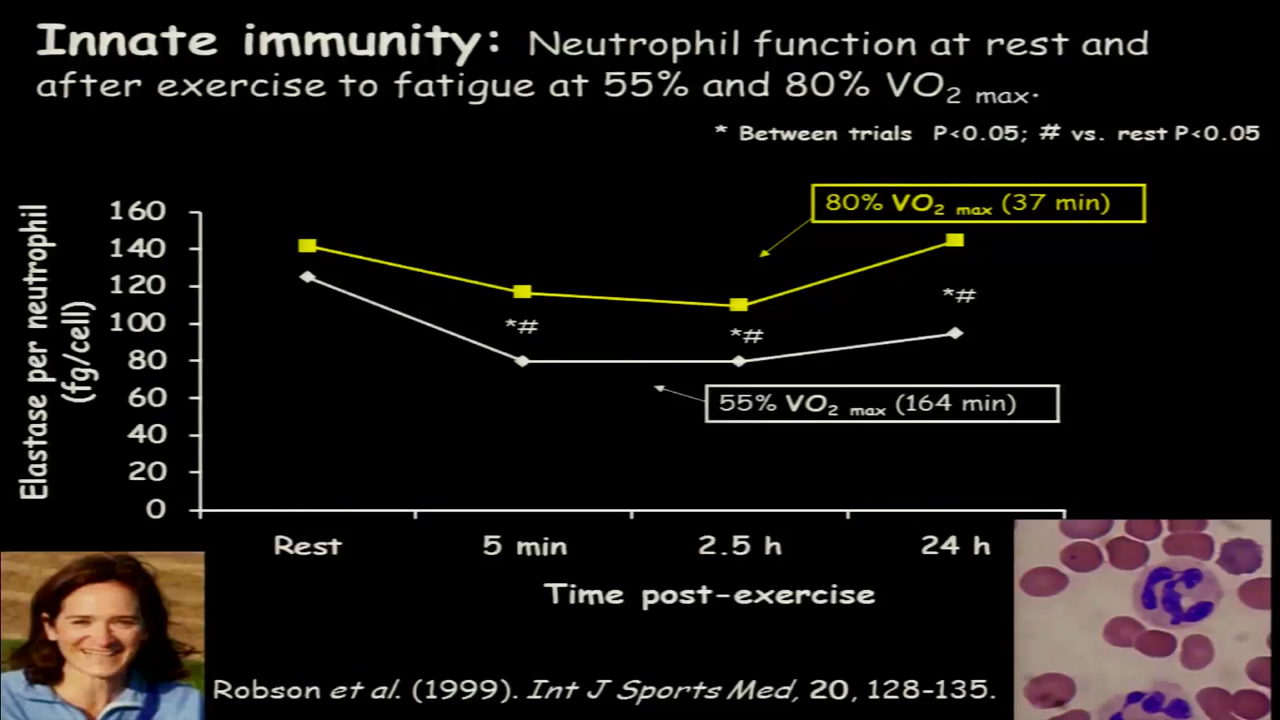 Innate immunity: Neutrophil function at rest and
after exercise to fatigue at 55% and 80% VO2 max.
* Between trials P<0.05; # vs. rest P<0.05
80% VO2 max (37 min)
Elastase per neutrophil
(fg/cell)
160
140
120
100
80
60
40
20
0
*#
*#
*#
55% VO2 max (164 min)
Rest
5 min
2.5 h
24 h
Time post-exercise
Robson et al. (1999). Int J Sports Med, 20, 128-135.